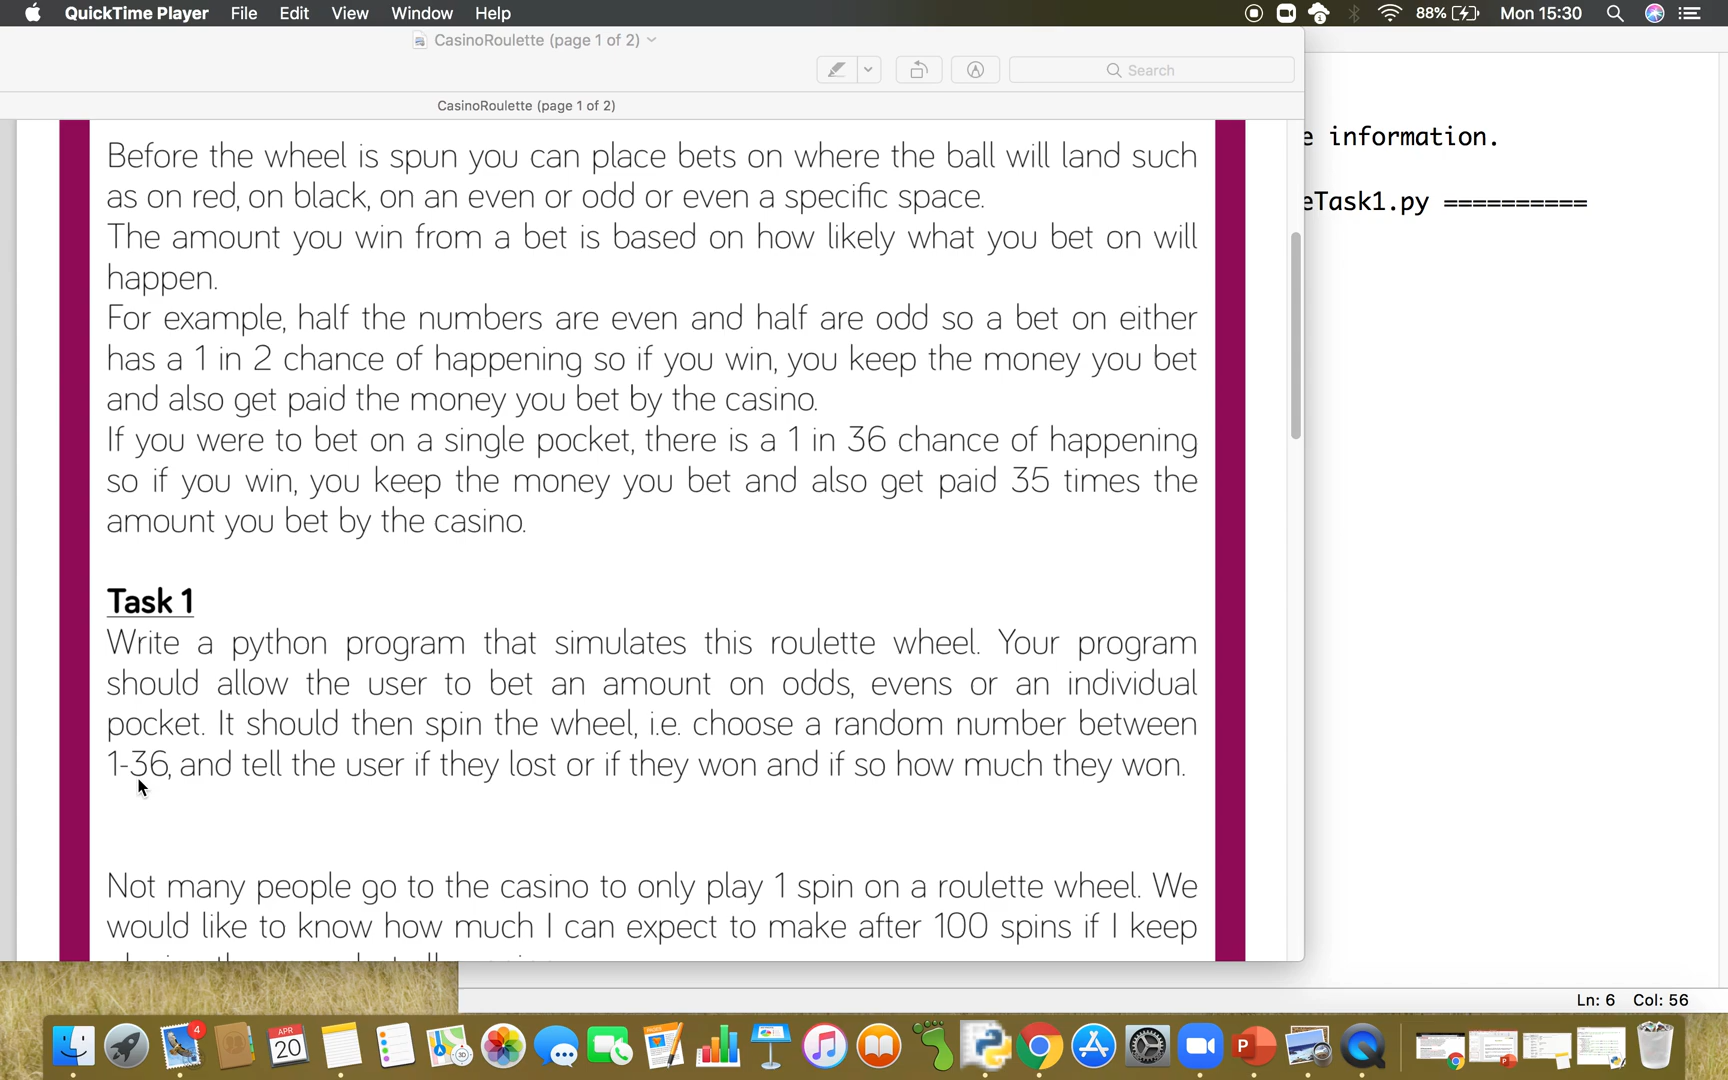 QuickTime Player File Edit View Window Help 88% Mon 15:30
CasinoRoulette (page 1 of 2)
Search
CasinoRoulette (page 1 of 2)
Before the wheel is spun you can place bets on where the ball will land such
as on red, on black, on an even or odd or even a specific space.
The amount you win from a bet is based on how likely what you bet on will
happen.
For example, half the numbers are even and half are odd so a bet on either
has a 1 in 2 chance of happening so if you win, you keep the money you bet
and also get paid the money you bet by the casino.
If you were to bet on a single pocket, there is a 1 in 36 chance of happening
so if you win, you keep the money you bet and also get paid 35 times the
amount you bet by the casino.
Task 1
Write a python program that simulates this roulette wheel. Your program
should allow the user to bet an amount on odds, evens or an individual
pocket. It should then spin the wheel, i.e. choose a random number between
1-36, and tell the user if they lost or if they won and if so how much they won.
Not many people go to the casino to only play 1 spin on a roulette wheel. We
would like to know how much I can expect to make after 100 spins if I keep
e information.
eTask1.py ==========
Ln: 6 Col: 56
4
APR
20
PAGES
3D
P